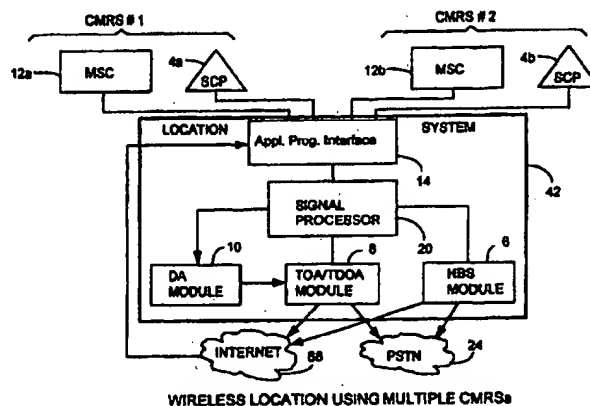 CMRS # 1
CMRS # 2
12a
MSC
4a
SCP
12b
MSC
4b
SCP
LOCATION
Appl. Prog. Interface
SYSTEM
14
42
SIGNAL
PROCESSOR
20
10
8
6
DA
MODULE
TOA/TDOA
MODULE
HBS
MODULE
INTERNET
PSTN
24
WIRELESS LOCATION USING MULTIPLE CMRSs